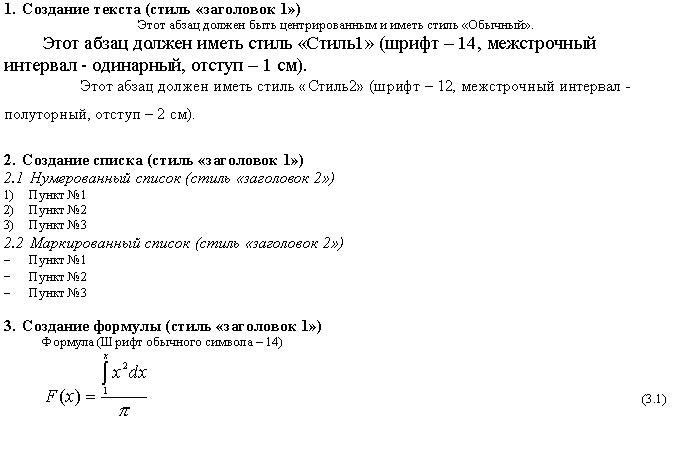 1. Создание текста (стиль «заголовок 1»)
Этот абзац должен быть центрированным и иметь стиль «Обычный».
Этот абзац должен иметь стиль «Стиль1» (шрифт – 14, межстрочный
интервал - одинарный, отступ – 1 см).
Этот абзац должен иметь стиль «Стиль2» (шрифт – 12, межстрочный интервал -
полуторный, отступ – 2 см).
2. Создание списка (стиль «заголовок 1»)
2.1 Нумерованный список (стиль «заголовок 2»)
1) Пункт №1
2) Пункт №2
3) Пункт №3
2.2 Маркированный список (стиль «заголовок 2»)
– Пункт №1
– Пункт №2
– Пункт №3
3. Создание формулы (стиль «заголовок 1»)
Формула (Шрифт обычного символа – 14)
F(x) = ∫₁ˣ x²dx / π (3.1)